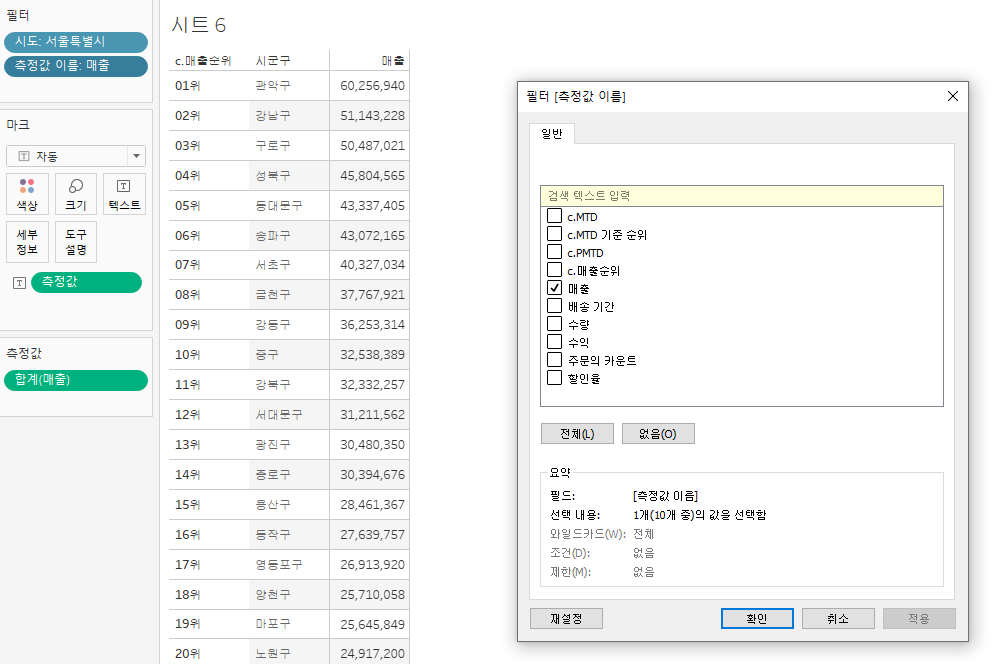 필터
시도: 서울특별시
측정값 이름: 매출
마크
자동
색상
크기
텍스트
세부
정보
도구
설명
측정값
측정값
합계(매출)
시트 6
c.매출순위 시군구 매출
01위 관악구 60,256,940
02위 강남구 51,143,228
03위 구로구 50,487,021
04위 성북구 45,804,565
05위 동대문구 43,337,405
06위 송파구 43,072,165
07위 서초구 40,327,034
08위 금천구 37,767,921
09위 강동구 36,253,314
10위 중구 32,538,389
11위 강북구 32,332,257
12위 서대문구 31,211,562
13위 광진구 30,480,350
14위 종로구 30,394,676
15위 용산구 28,461,367
16위 동작구 27,639,757
17위 영등포구 26,913,920
18위 양천구 25,710,058
19위 마포구 25,645,849
20위 노원구 24,917,200
필터 [측정값 이름]
일반
검색 텍스트 입력
c.MTD
c.MTD 기준 순위
c.PMTD
c.매출순위
매출
배송 기간
수량
수익
주문의 카운트
할인율
전체(L) 없음(O)
요약
필드: [측정값 이름]
선택 내용: 1개(10개 중)의 값을 선택함
와일드카드(W): 전체
조건(D): 없음
제한(M): 없음
재설정 확인 취소 적용